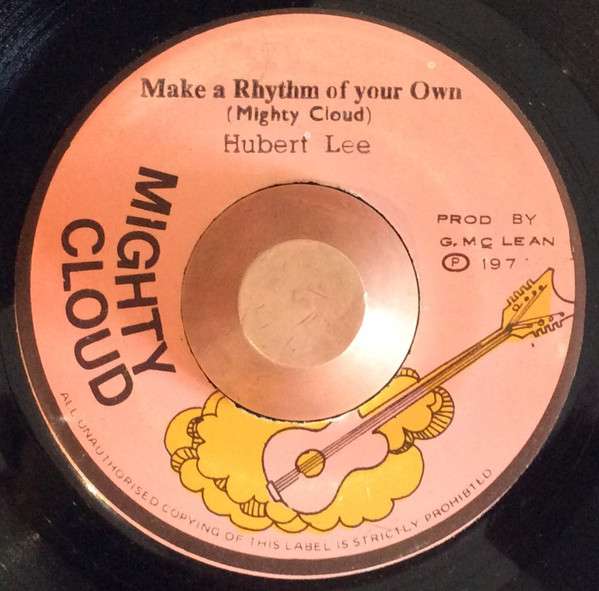 Make a Rhythm of your Own
(Mighty Cloud)
Hubert Lee
MIGHTY
CLOUD
PROD BY
G. MC LEAN
Ⓟ 197
ALL UNAUTHORISED COPYING OF THIS LABEL IS STRICTLY PROHIBITED